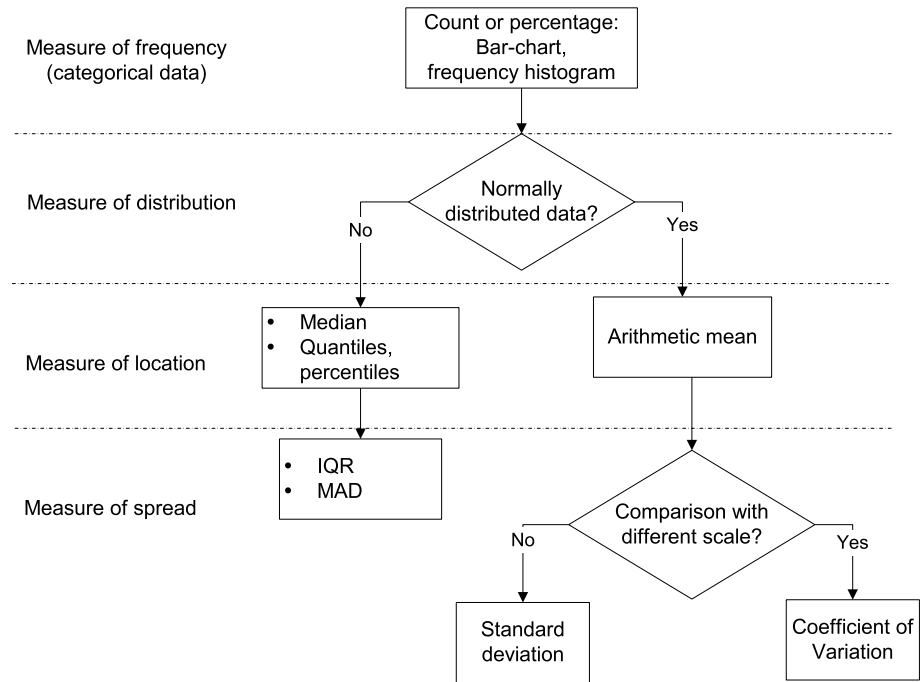 Measure of frequency
(categorical data)
Count or percentage:
Bar-chart,
frequency histogram
Measure of distribution
Normally
distributed data?
No
Yes
Measure of location
• Median
• Quantiles,
percentiles
Arithmetic mean
Measure of spread
• IQR
• MAD
Comparison with
different scale?
No
Yes
Standard
deviation
Coefficient of
Variation